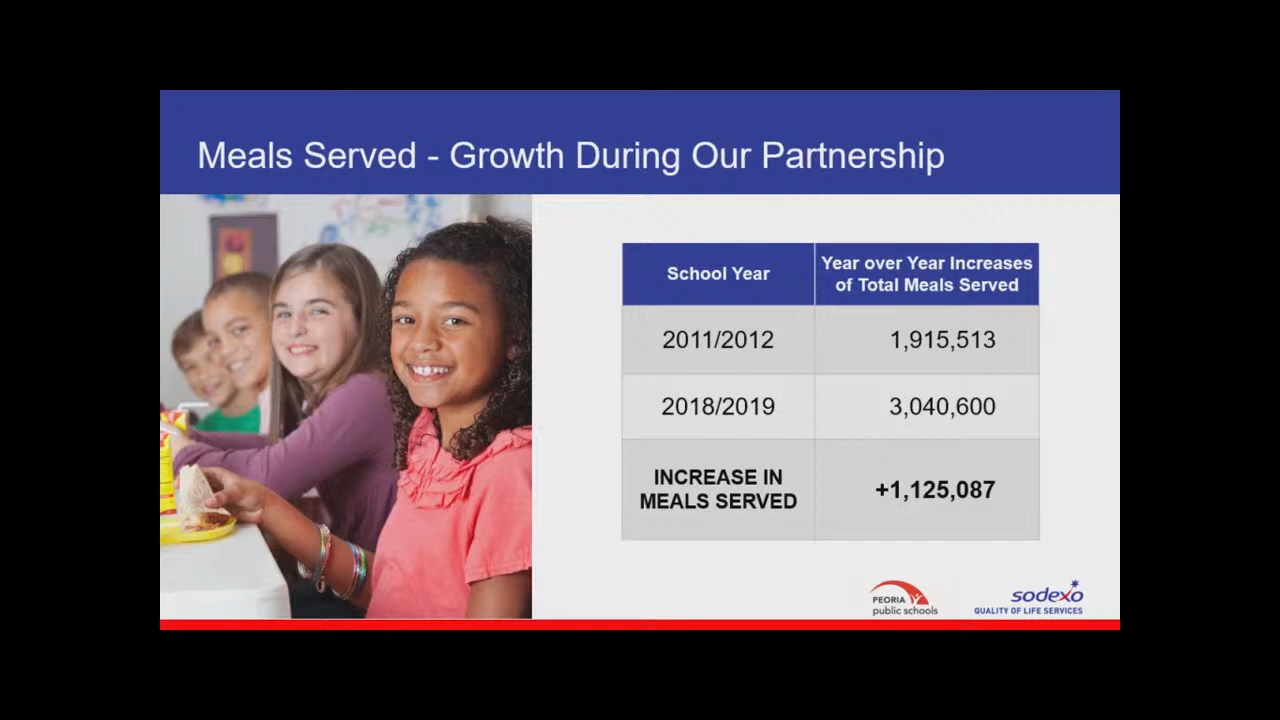 Meals Served - Growth During Our Partnership
School Year
Year over Year Increases
of Total Meals Served
2011/2012
1,915,513
2018/2019
3,040,600
INCREASE IN
MEALS SERVED
+1,125,087
PEORIA
public schools
sodexo
QUALITY OF LIFE SERVICES